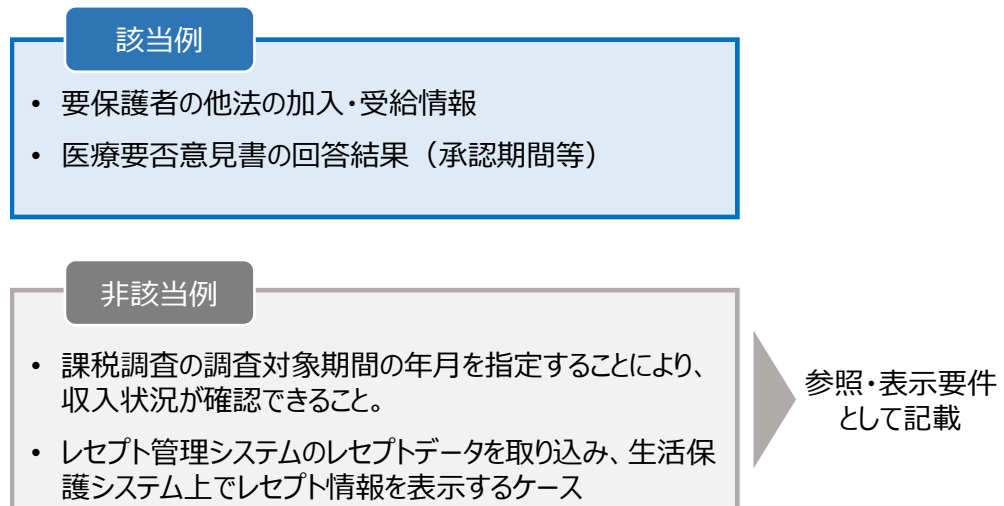 該当例
• 要保護者の他法の加入・受給情報
• 医療要否意見書の回答結果（承認期間等）
非該当例
• 課税調査の調査対象期間の年月を指定することにより、
収入状況が確認できること。
• レセプト管理システムのレセプトデータを取り込み、生活保
護システム上でレセプト情報を表示するケース
参照・表示要件
として記載